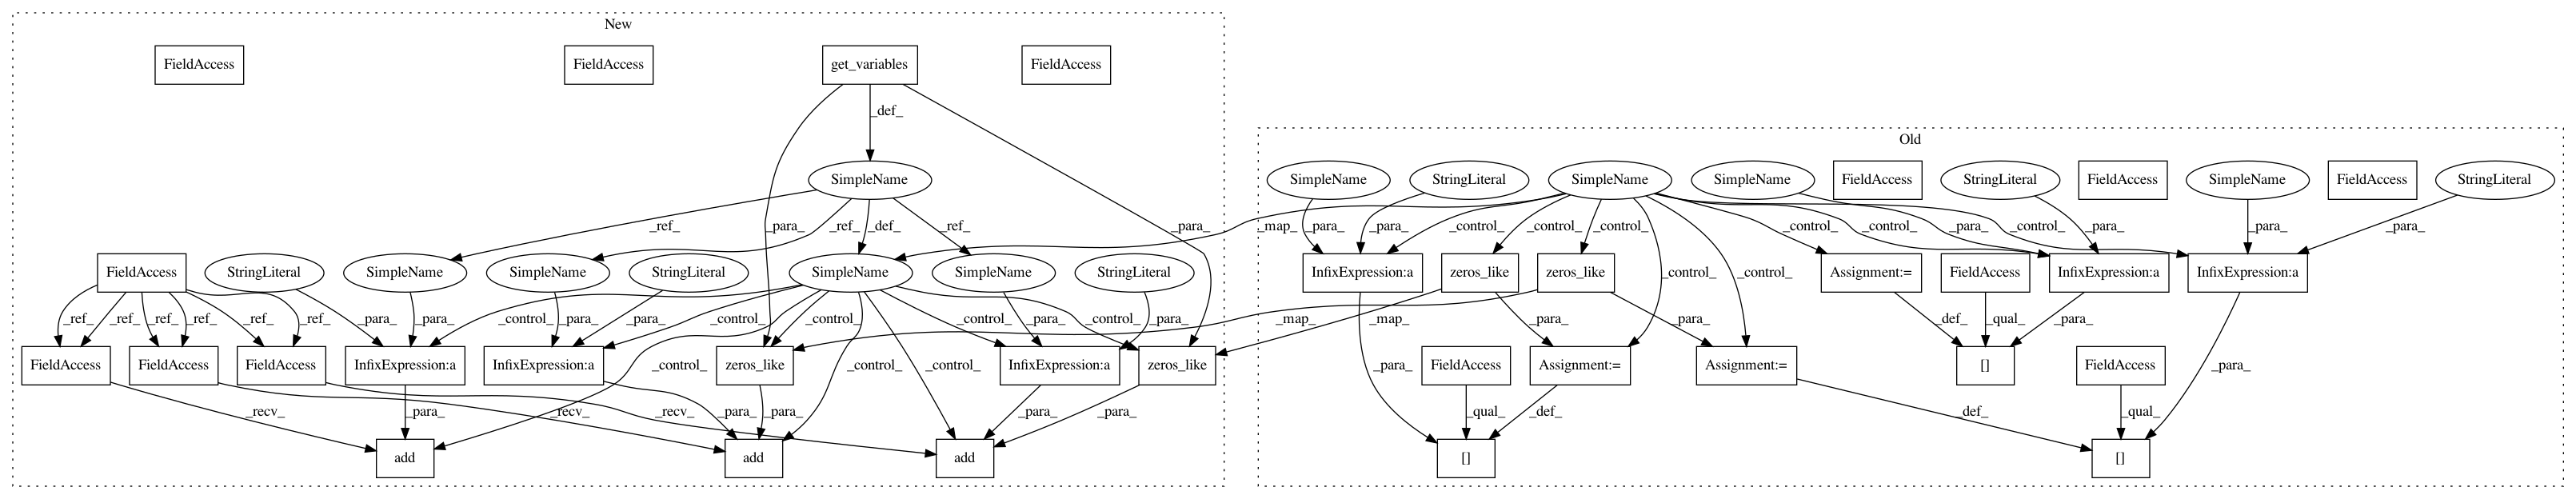 New
FieldAccess FieldAccess get_variables FieldAccess
_def_
Old
SimpleName SimpleName StringLiteral SimpleName SimpleName FieldAccess StringLiteral FieldAccess SimpleName FieldAccess StringLiteral
_ref_ _ref_ _def_ _ref_ _para_ _para_ _map_ _para_ _para_ _control_ _control_ _control_ _control_ _control_ _para_ _para_ _control_ _para_ _para_
FieldAccess StringLiteral SimpleName SimpleName StringLiteral SimpleName SimpleName StringLiteral InfixExpression:a zeros_like zeros_like _control_ _control_ Assignment:= FieldAccess InfixExpression:a InfixExpression:a
_ref_ _ref_ _ref_ _ref_ _ref_ _ref_ _para_ _para_ _control_ _para_ _para_ _control_ _control_ _control_ _control_ _para_ _para_ _map_ _map_ _para_ _para_ _def_ _qual_ _para_
FieldAccess FieldAccess FieldAccess InfixExpression:a InfixExpression:a zeros_like _control_ _control_ _control_ InfixExpression:a zeros_like _para_ FieldAccess Assignment:= Assignment:= [] FieldAccess _para_
_recv_ _para_ _recv_ _recv_ _para_ _para_ _para_ _para_ _qual_ _def_ _def_ _qual_
add add add [] []